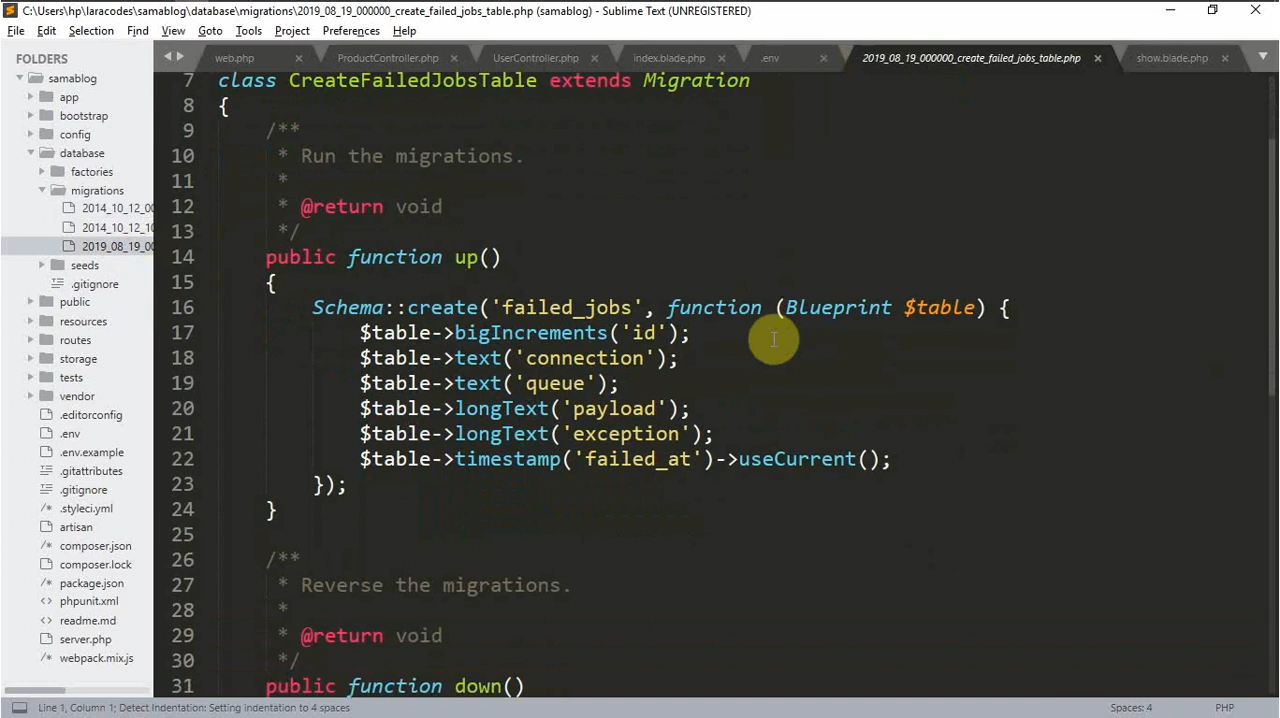 C:\Users\hp\laracodes\samablog\database\migrations\2019_08_19_000000_create_failed_jobs_table.php (samablog) - Sublime Text (UNREGISTERED)
File Edit Selection Find View Goto Tools Project Preferences Help
FOLDERS
samablog
app
bootstrap
config
database
factories
migrations
2014_10_12_00
2014_10_12_10
2019_08_19_000
seeds
.gitignore
public
resources
routes
storage
tests
vendor
.editorconfig
.env
.env.example
.gitattributes
.gitignore
.styleci.yml
artisan
composer.json
composer.lock
package.json
phpunit.xml
readme.md
server.php
webpack.mix.js
web.php ProductController.php UserController.php index.blade.php .env 2019_08_19_000000_create_failed_jobs_table.php show.blade.php
7 class CreateFailedJobsTable extends Migration
8 {
9 /**
10 * Run the migrations.
11 *
12 * @return void
13 */
14 public function up()
15 {
16 Schema::create('failed_jobs', function (Blueprint $table) {
17 $table->bigIncrements('id');
18 $table->text('connection');
19 $table->text('queue');
20 $table->longText('payload');
21 $table->longText('exception');
22 $table->timestamp('failed_at')->useCurrent();
23 });
24 }
25
26 /**
27 * Reverse the migrations.
28 *
29 * @return void
30 */
31 public function down()
Line 1, Column 1; Detect Indentation: Setting indentation to 4 spaces Spaces: 4 PHP